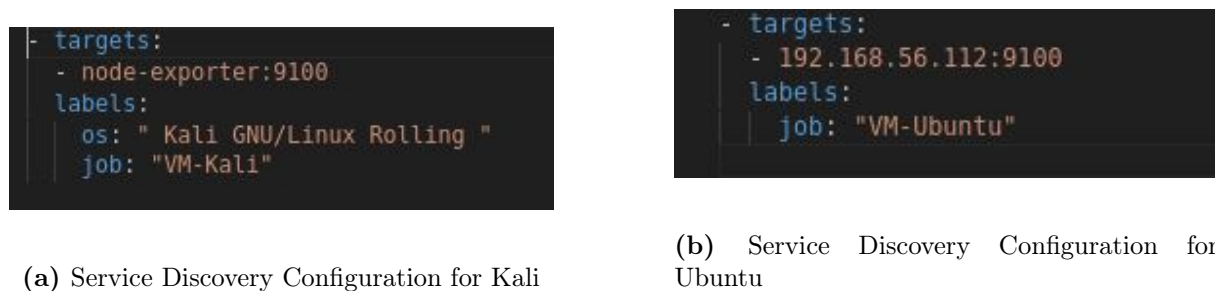 - targets:
- node-exporter:9100
labels:
os: " Kali GNU/Linux Rolling "
job: "VM-Kali"
(a) Service Discovery Configuration for Kali
- targets:
- 192.168.56.112:9100
labels:
job: "VM-Ubuntu"
(b) Service Discovery Configuration for
Ubuntu